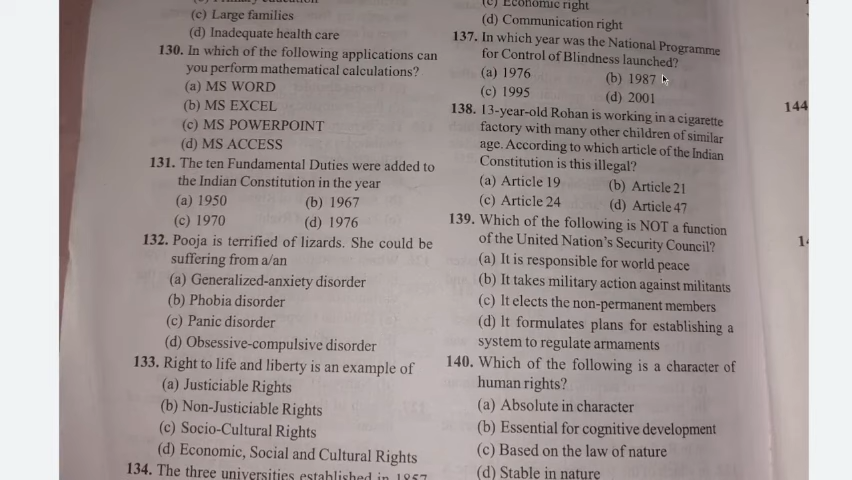 (c) Large families
(d) Inadequate health care
130. In which of the following applications can
you perform mathematical calculations?
(a) MS WORD
(b) MS EXCEL
(c) MS POWERPOINT
(d) MS ACCESS
131. The ten Fundamental Duties were added to
the Indian Constitution in the year
(a) 1950 (b) 1967
(c) 1970 (d) 1976
132. Pooja is terrified of lizards. She could be
suffering from a/an
(a) Generalized-anxiety disorder
(b) Phobia disorder
(c) Panic disorder
(d) Obsessive-compulsive disorder
133. Right to life and liberty is an example of
(a) Justiciable Rights
(b) Non-Justiciable Rights
(c) Socio-Cultural Rights
(d) Economic, Social and Cultural Rights
134. The three universities established in 1857
(c) Economic right
(d) Communication right
137. In which year was the National Programme
for Control of Blindness launched?
(a) 1976 (b) 1987
(c) 1995 (d) 2001
138. 13-year-old Rohan is working in a cigarette
factory with many other children of similar
age. According to which article of the Indian
Constitution is this illegal?
(a) Article 19 (b) Article 21
(c) Article 24 (d) Article 47
139. Which of the following is NOT a function
of the United Nation's Security Council?
(a) It is responsible for world peace
(b) It takes military action against militants
(c) It elects the non-permanent members
(d) It formulates plans for establishing a
system to regulate armaments
140. Which of the following is a character of
human rights?
(a) Absolute in character
(b) Essential for cognitive development
(c) Based on the law of nature
(d) Stable in nature
144